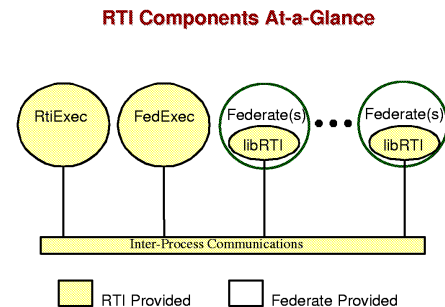 RTI Components At-a-Glance
RtiExec
FedExec
Federate(s)
libRTI
Federate(s)
libRTI
Inter-Process Communications
RTI Provided
Federate Provided